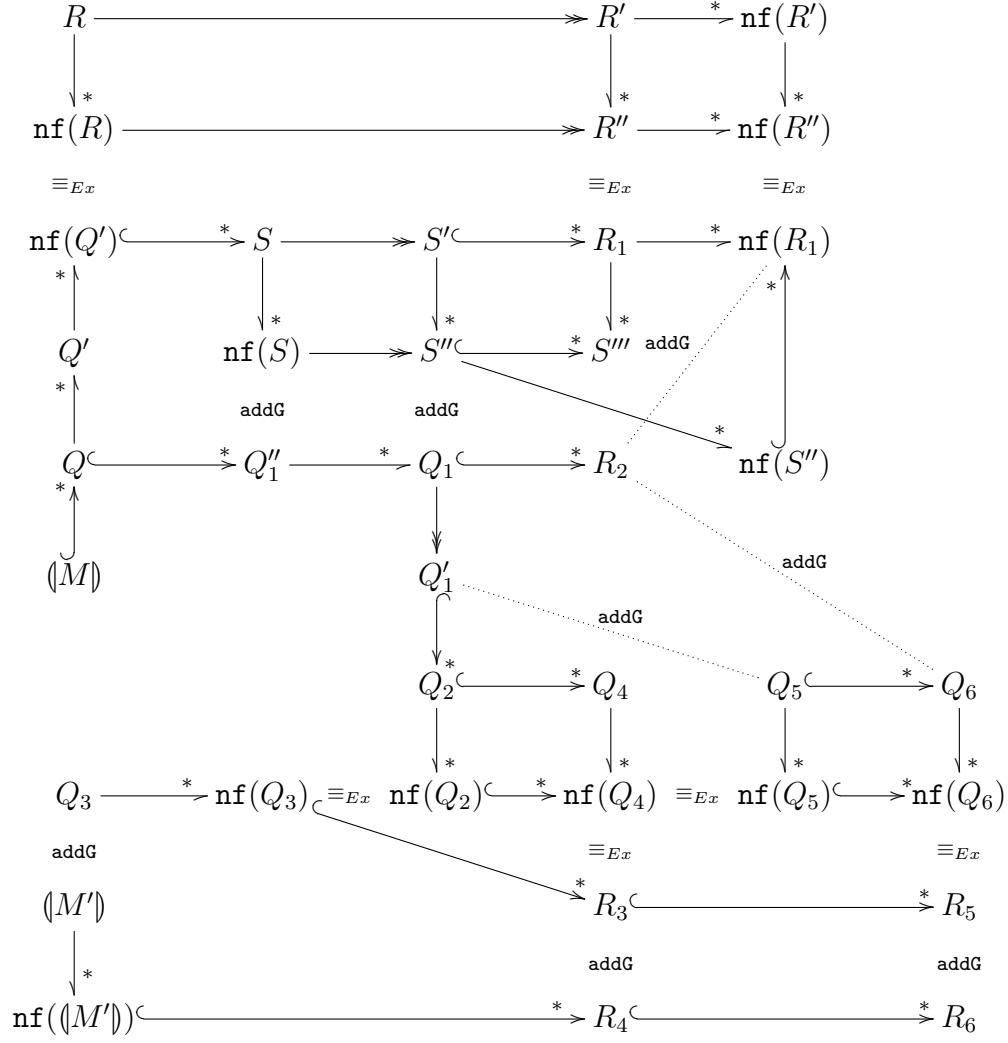 R R′ * nf(R′)
* * *
nf(R) R″ * nf(R″)
≡Ex ≡Ex ≡Ex
nf(Q′) * S S′ * R₁ * nf(R₁)
* * * * *
Q′ nf(S) S″ * S‴ addG
* addG addG
Q * Q₁″ * Q₁ * R₂ * nf(S″)
*
⦇M⦈ Q₁′ addG
addG
*
Q₂ * Q₄ Q₅ * Q₆
* * * *
Q₃ * nf(Q₃) ≡Ex nf(Q₂) * nf(Q₄) ≡Ex nf(Q₅) * nf(Q₆)
addG ≡Ex ≡Ex
⦇M′⦈ * R₃ * R₅
* addG addG
nf(⦇M′⦈) * R₄ * R₆